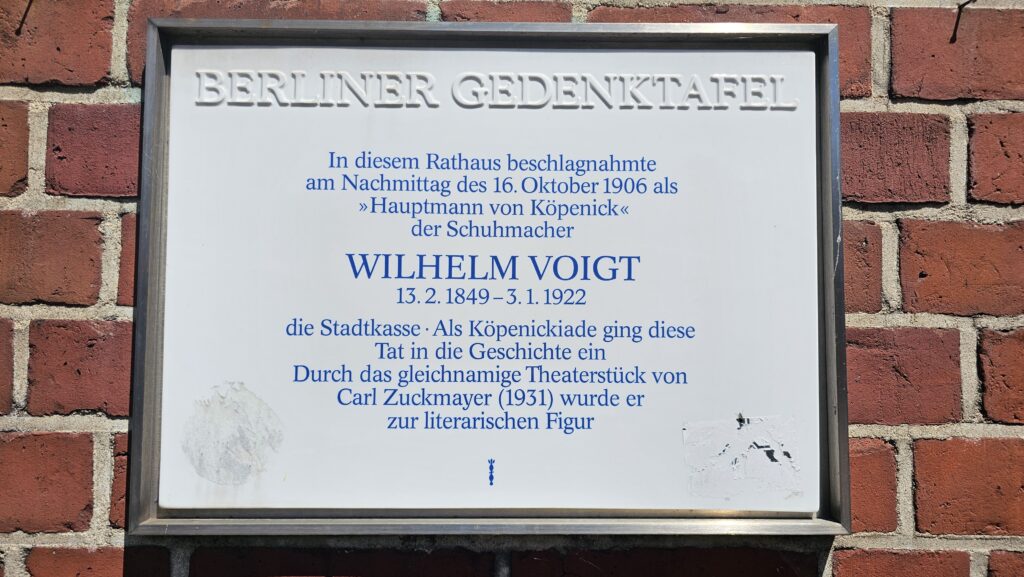 BERLINER GEDENKTAFEL
In diesem Rathaus beschlagnahmte
am Nachmittag des 16. Oktober 1906 als
»Hauptmann von Köpenick«
der Schuhmacher
WILHELM VOIGT
13. 2. 1849 – 3. 1. 1922
die Stadtkasse · Als Köpenickiade ging diese
Tat in die Geschichte ein
Durch das gleichnamige Theaterstück von
Carl Zuckmayer (1931) wurde er
zur literarischen Figur